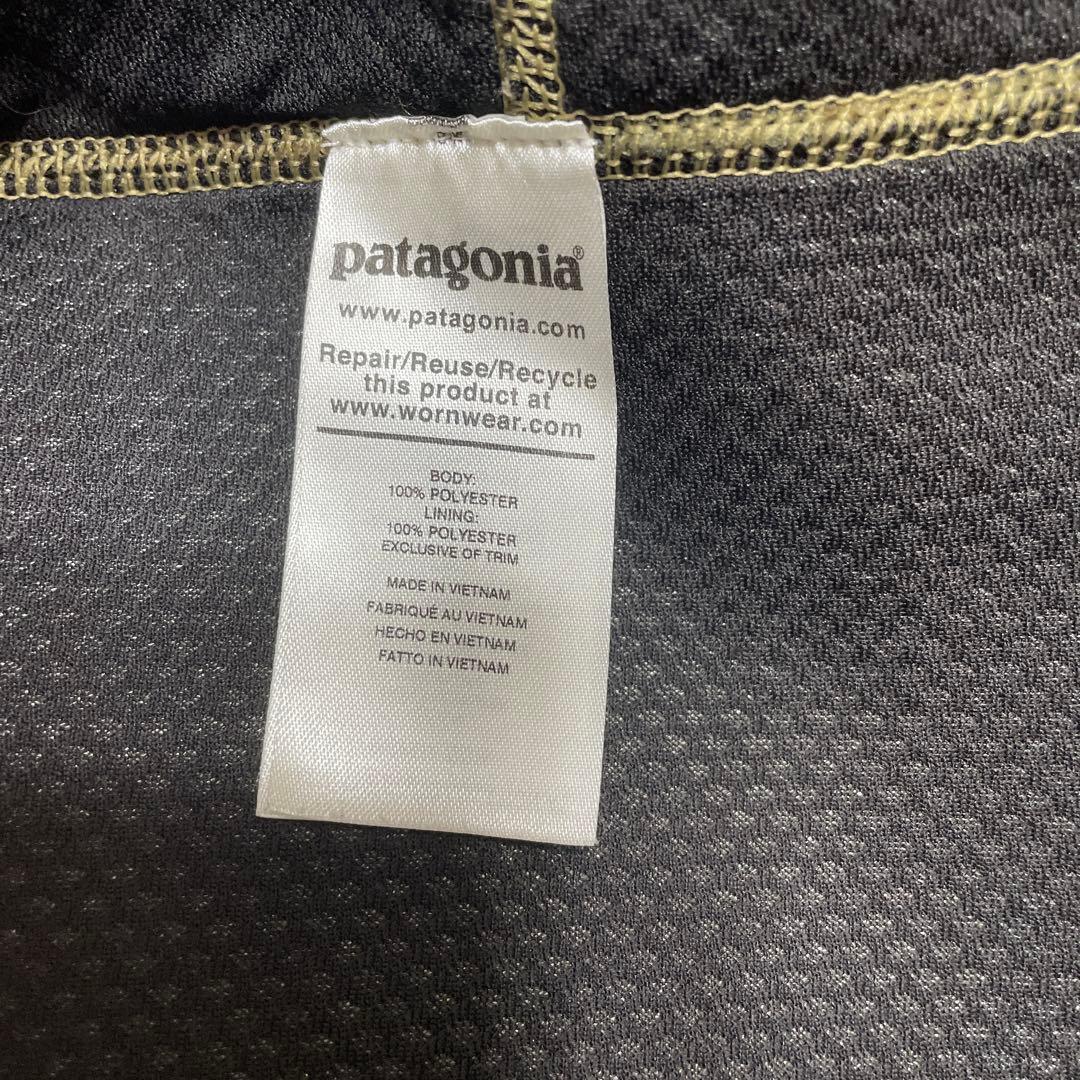 patagonia®
www.patagonia.com
Repair/Reuse/Recycle
this product at
www.wornwear.com
BODY:
100% POLYESTER
LINING:
100% POLYESTER
EXCLUSIVE OF TRIM
MADE IN VIETNAM
FABRIQUÉ AU VIETNAM
HECHO EN VIETNAM
FATTO IN VIETNAM